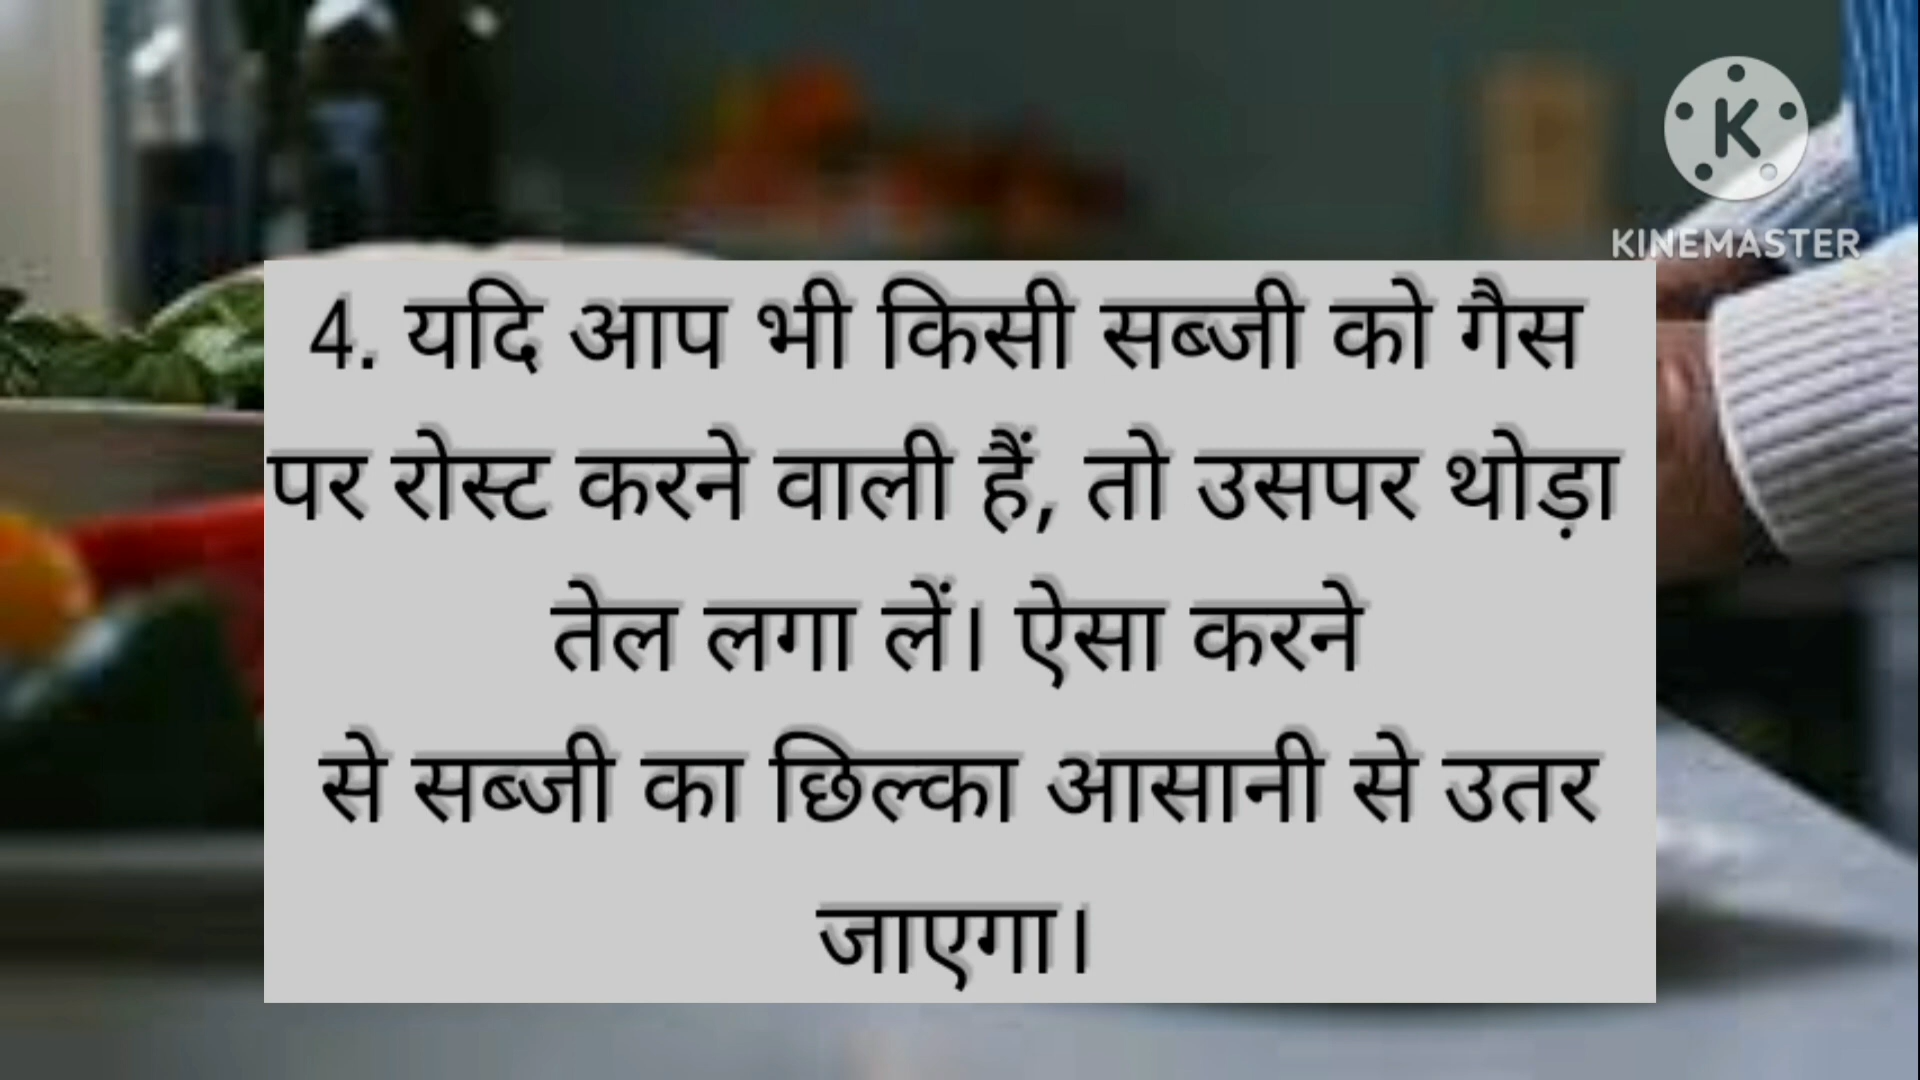 KINEMASTER
4. यदि आप भी किसी सब्जी को गैस
पर रोस्ट करने वाली हैं, तो उसपर थोड़ा
तेल लगा लें। ऐसा करने
से सब्जी का छिल्का आसानी से उतर
जाएगा।